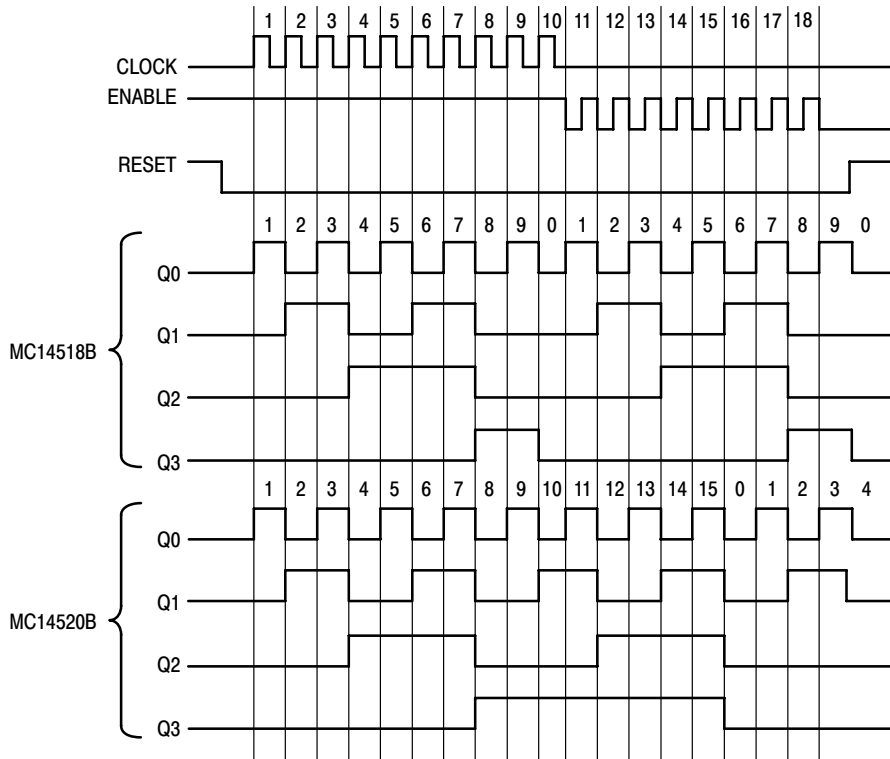 1 2 3 4 5 6 7 8 9 10 11 12 13 14 15 16 17 18
CLOCK
ENABLE
RESET
1 2 3 4 5 6 7 8 9 0 1 2 3 4 5 6 7 8 9 0
Q0
Q1
MC14518B
Q2
Q3
1 2 3 4 5 6 7 8 9 10 11 12 13 14 15 0 1 2 3 4
Q0
Q1
MC14520B
Q2
Q3